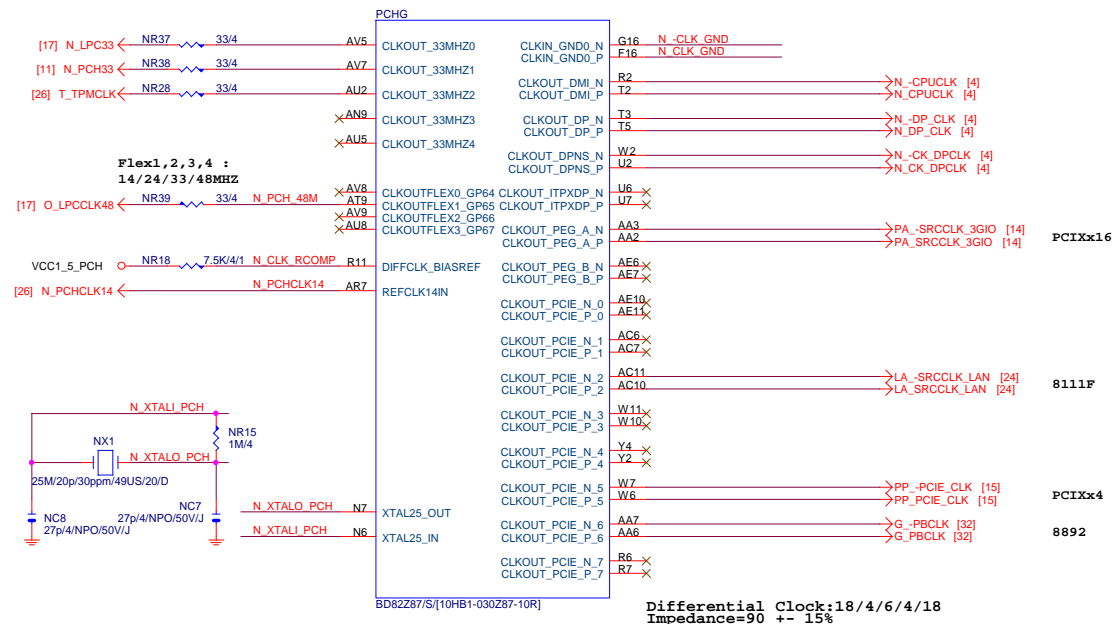 PCHG
[17] N_LPC33 NR37 33/4 AV5 CLKOUT_33MHZ0
[11] N_PCH33 NR38 33/4 AV7 CLKOUT_33MHZ1
[26] T_TPMCLK NR28 33/4 AU2 CLKOUT_33MHZ2
AN9 CLKOUT_33MHZ3
AU5 CLKOUT_33MHZ4
Flex1,2,3,4 :
14/24/33/48MHZ
AV8 CLKOUTFLEX0_GP64
[17] O_LPCCLK48 NR39 33/4 N_PCH_48M AT9 CLKOUTFLEX1_GP65
AV9 CLKOUTFLEX2_GP66
AU8 CLKOUTFLEX3_GP67
VCC1_5_PCH NR18 7.5K/4/1 N_CLK_RCOMP R11 DIFFCLK_BIASREF
[26] N_PCHCLK14 N_PCHCLK14 AR7 REFCLK14IN
N_XTALI_PCH
NR15
1M/4
NX1
N_XTALO_PCH
25M/20p/30ppm/49US/20/D
NC8
27p/4/NPO/50V/J
NC7
27p/4/NPO/50V/J
N_XTALO_PCH N7 XTAL25_OUT
N_XTALI_PCH N6 XTAL25_IN
CLKIN_GND0_N G16 N_-CLK_GND
CLKIN_GND0_P F16 N_CLK_GND
CLKOUT_DMI_N R2 N_-CPUCLK [4]
CLKOUT_DMI_P T2 N_CPUCLK [4]
CLKOUT_DP_N T3 N_-DP_CLK [4]
CLKOUT_DP_P T5 N_DP_CLK [4]
CLKOUT_DPNS_N W2 N_-CK_DPCLK [4]
CLKOUT_DPNS_P U2 N_CK_DPCLK [4]
CLKOUT_ITPXDP_N U6
CLKOUT_ITPXDP_P U7
CLKOUT_PEG_A_N AA3 PA_-SRCCLK_3GIO [14]
CLKOUT_PEG_A_P AA2 PA_SRCCLK_3GIO [14]
PCIXx16
CLKOUT_PEG_B_N AE6
CLKOUT_PEG_B_P AE7
CLKOUT_PCIE_N_0 AE10
CLKOUT_PCIE_P_0 AE11
CLKOUT_PCIE_N_1 AC6
CLKOUT_PCIE_P_1 AC7
CLKOUT_PCIE_N_2 AC11 LA_-SRCCLK_LAN [24]
CLKOUT_PCIE_P_2 AC10 LA_SRCCLK_LAN [24]
8111F
CLKOUT_PCIE_N_3 W11
CLKOUT_PCIE_P_3 W10
CLKOUT_PCIE_N_4 Y4
CLKOUT_PCIE_P_4 Y2
CLKOUT_PCIE_N_5 W7 PP_-PCIE_CLK [15]
CLKOUT_PCIE_P_5 W6 PP_PCIE_CLK [15]
PCIXx4
CLKOUT_PCIE_N_6 AA7 G_-PBCLK [32]
CLKOUT_PCIE_P_6 AA6 G_PBCLK [32]
8892
CLKOUT_PCIE_N_7 R6
CLKOUT_PCIE_P_7 R7
BD82Z87/S/[10HB1-030Z87-10R]
Differential Clock:18/4/6/4/18
Impedance=90 +- 15%